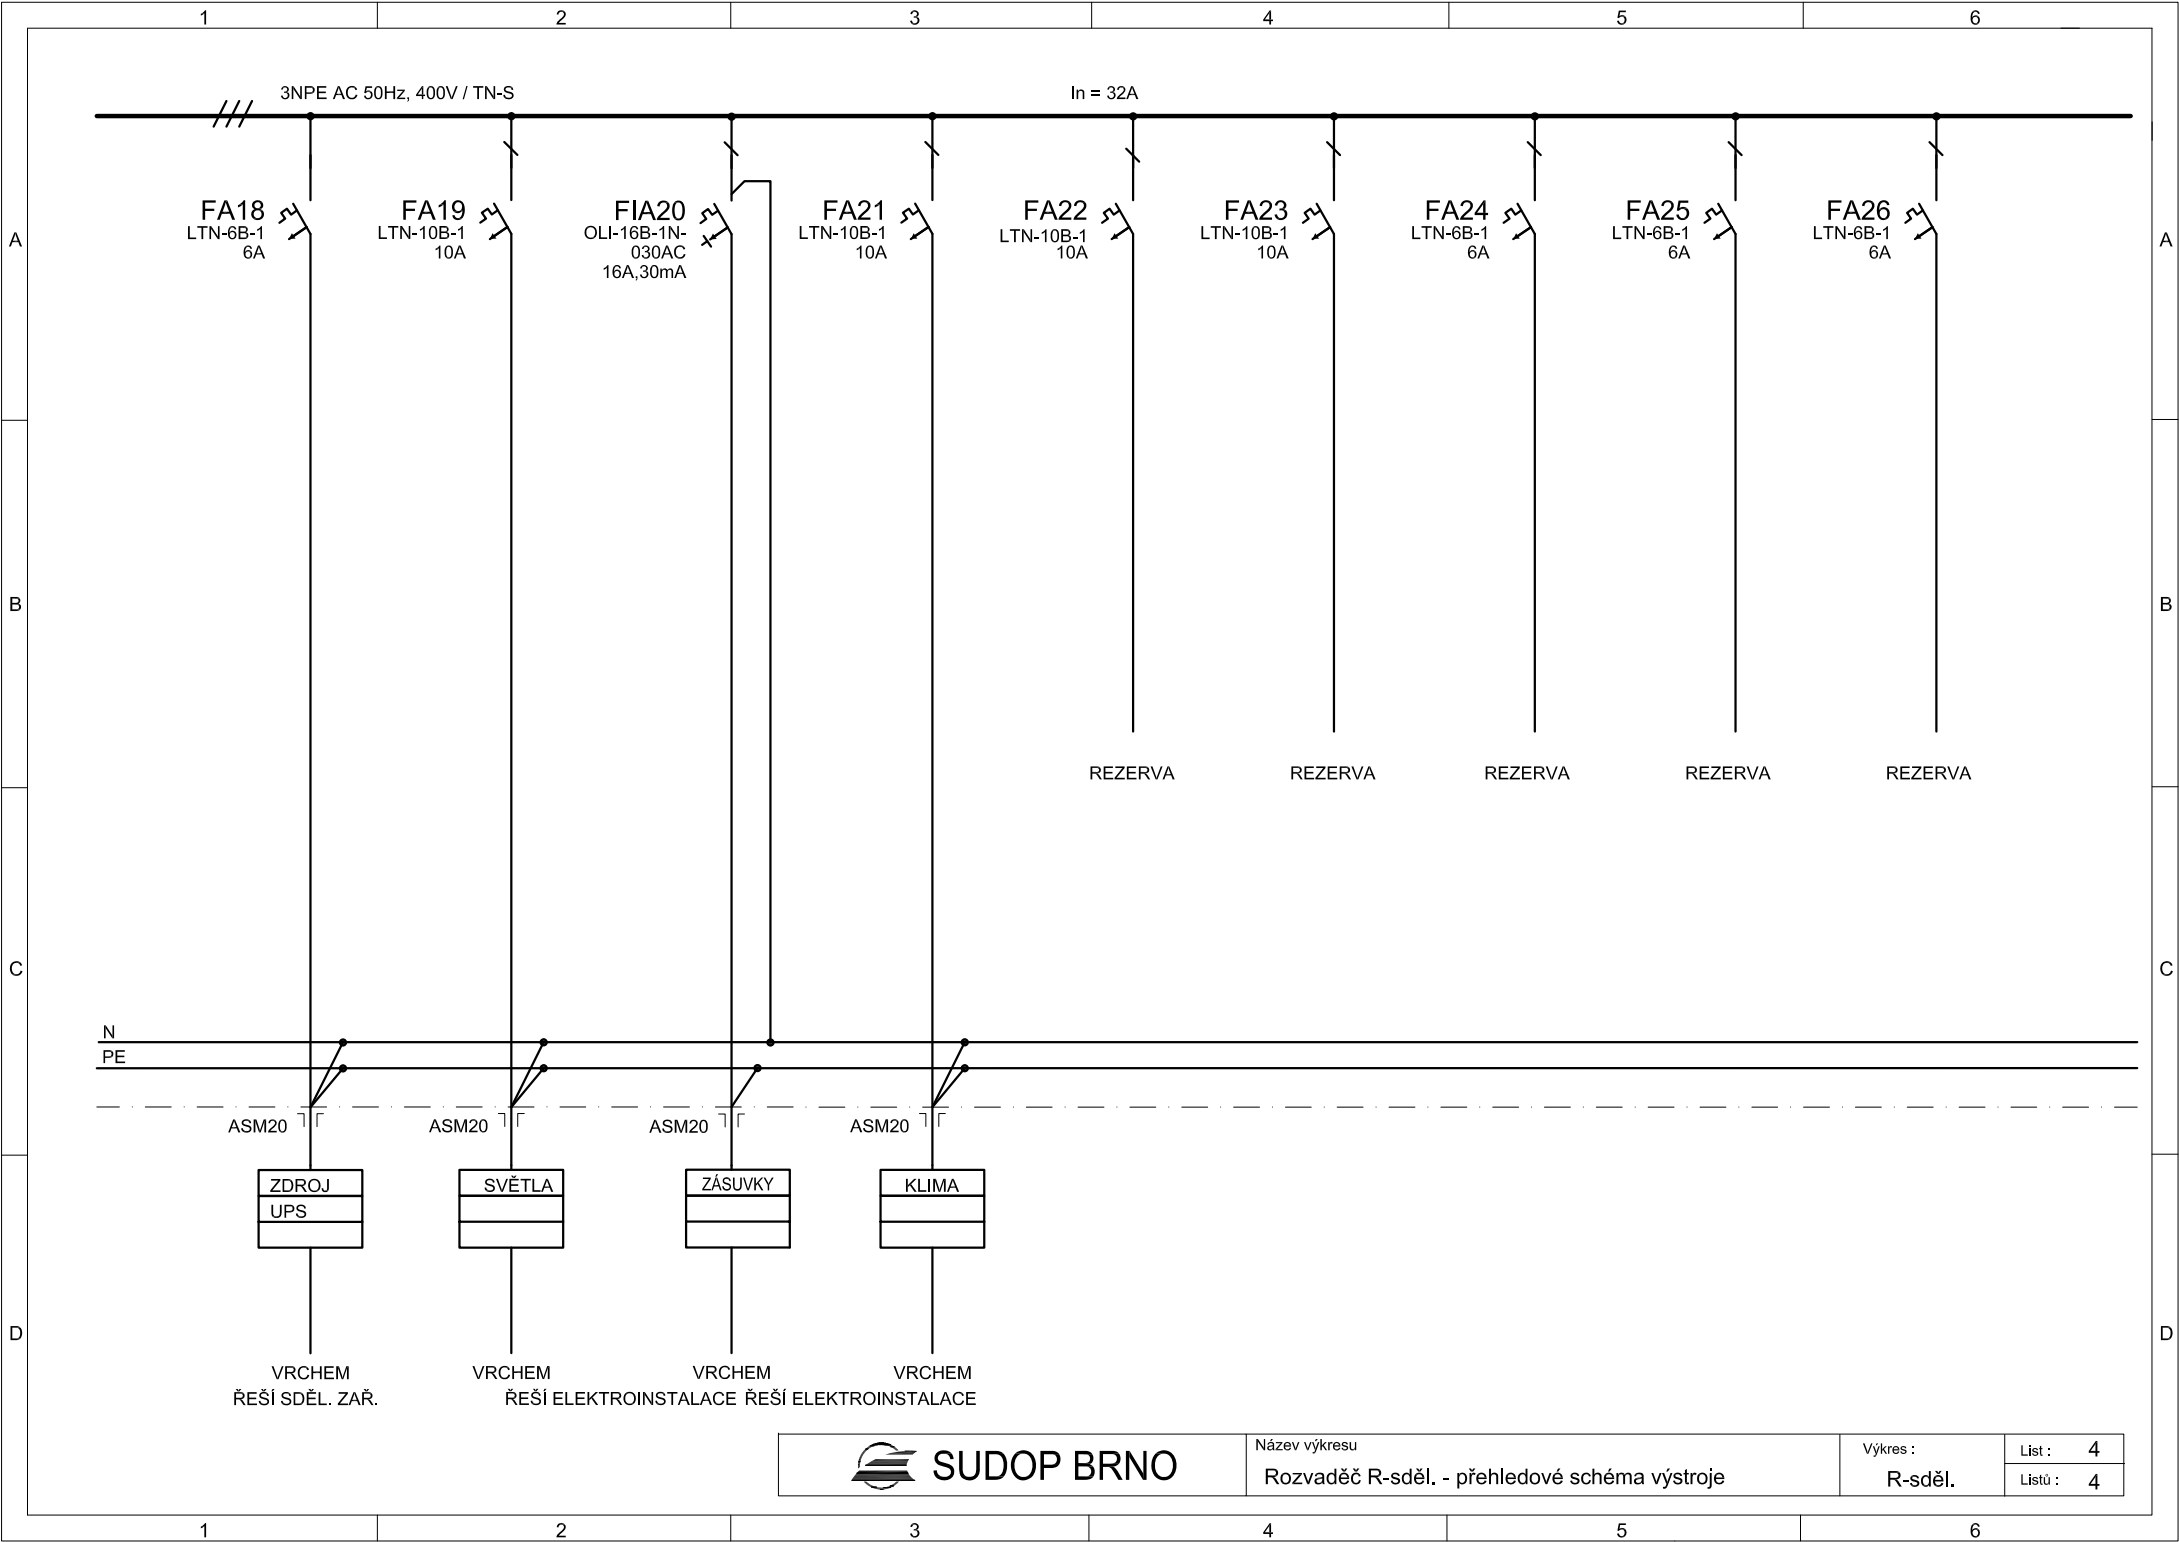 1 2 3 4 5 6
3NPE AC 50Hz, 400V / TN-S
In = 32A
FA18
LTN-6B-1
6A
FA19
LTN-10B-1
10A
FIA20
OLI-16B-1N-
030AC
16A,30mA
FA21
LTN-10B-1
10A
FA22
LTN-10B-1
10A
FA23
LTN-10B-1
10A
FA24
LTN-6B-1
6A
FA25
LTN-6B-1
6A
FA26
LTN-6B-1
6A
A A
B B
REZERVA REZERVA REZERVA REZERVA REZERVA
C C
N
PE
ASM20 ASM20 ASM20 ASM20
ZDROJ
UPS
SVĚTLA
ZÁSUVKY
KLIMA
D D
VRCHEM VRCHEM VRCHEM VRCHEM
ŘEŠÍ SDĚL. ZAŘ. ŘEŠÍ ELEKTROINSTALACE ŘEŠÍ ELEKTROINSTALACE
SUDOP BRNO
Název výkresu
Rozvaděč R-sděl. - přehledové schéma výstroje
Výkres :
R-sděl.
List : 4
Listů : 4
1 2 3 4 5 6